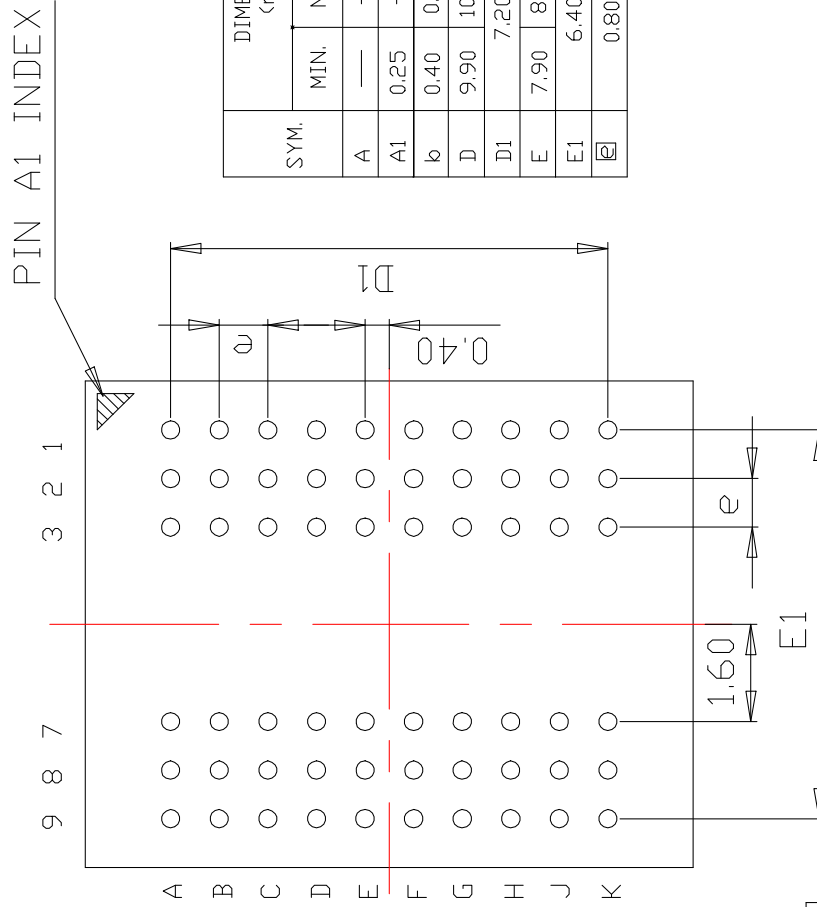 PIN A1 INDEX
9 8 7 3 2 1
A
B
C
D
E
F
G
H
J
K
e
D1
0.40
e
1.60
E1
SYM.
MIN.
A —
A1 0.25
b 0.40
D 9.90
D1 7.20
E 7.90
E1 6.40
e 0.80